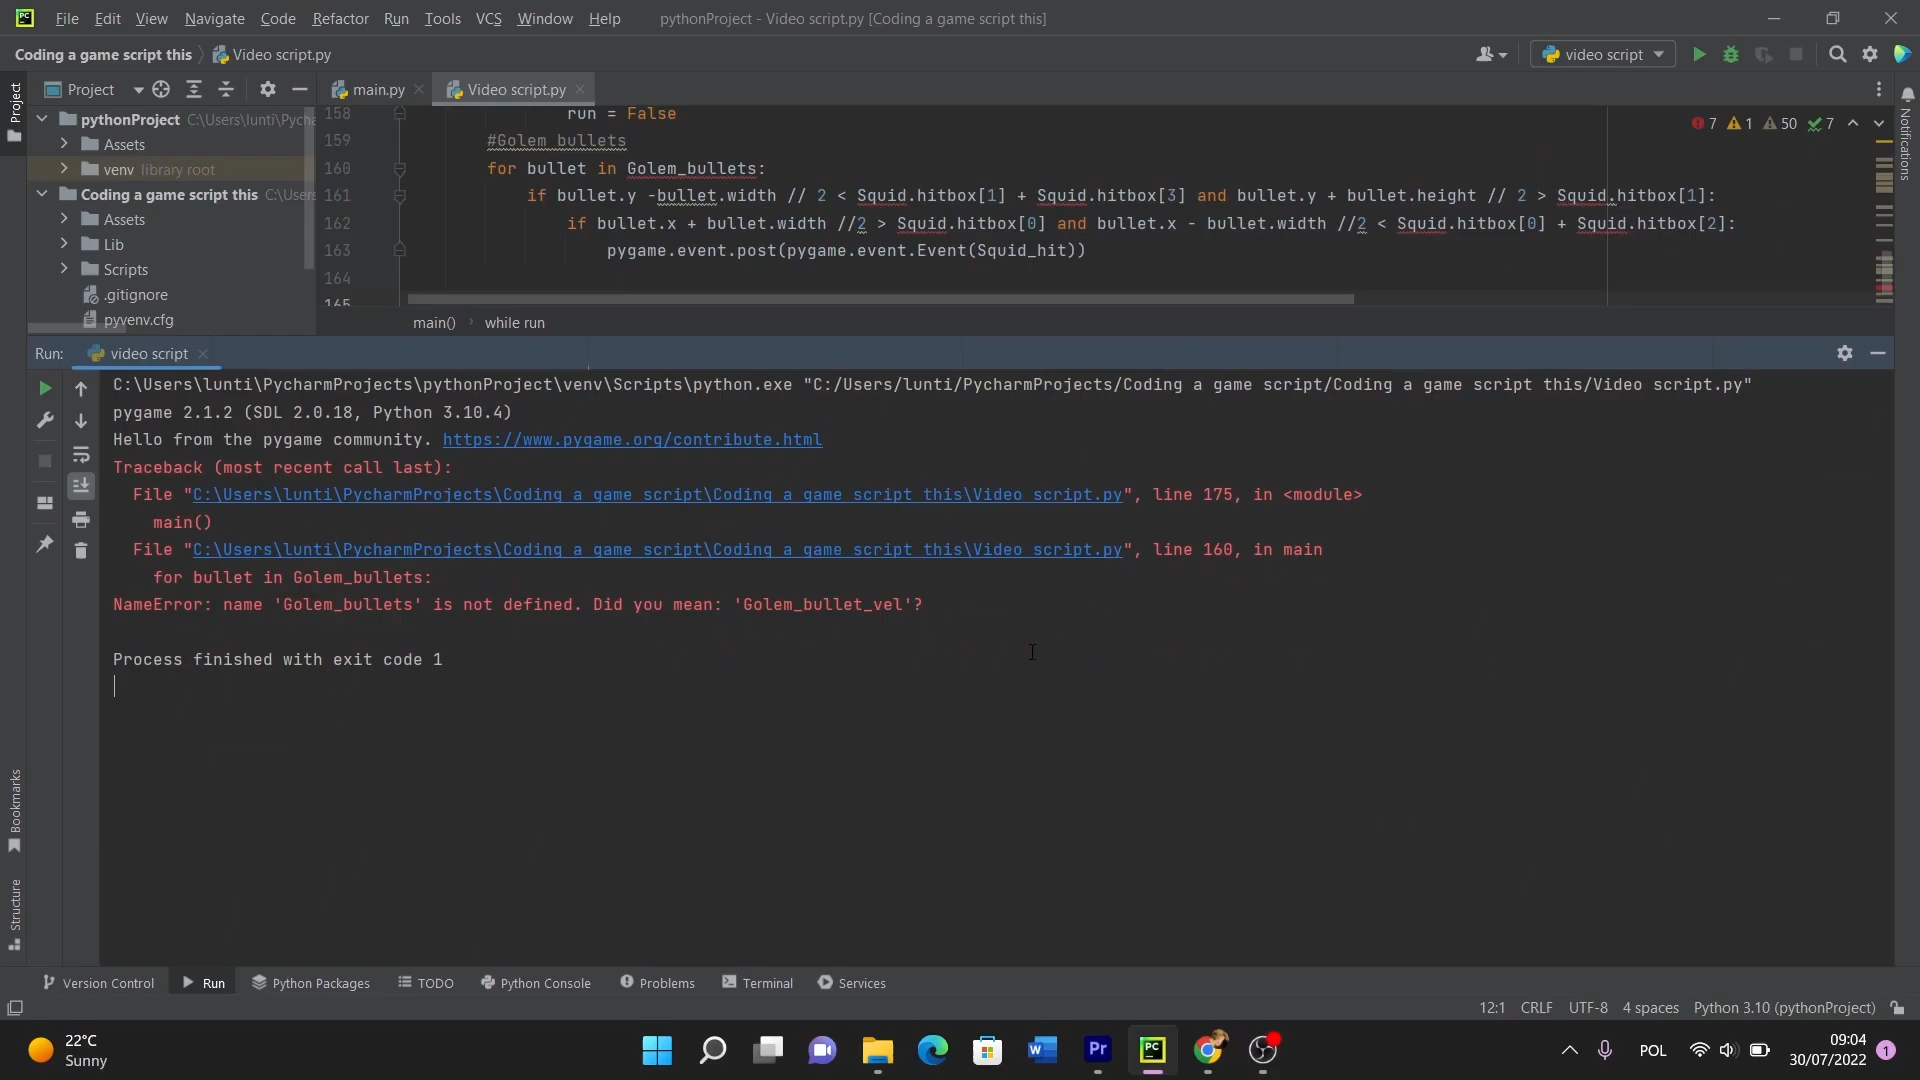 File Edit View Navigate Code Refactor Run Tools VCS Window Help pythonProject - Video script.py [Coding a game script this]
Coding a game script this Video script.py video script
Project main.py Video script.py
Project
Notifications
pythonProject C:\Users\lunti\Pycha
Assets
venv library root
Coding a game script this C:\Users
Assets
Lib
Scripts
.gitignore
pyvenv.cfg
7 1 50 7
158 run = False
159 #Golem bullets
160 for bullet in Golem_bullets:
161 if bullet.y -bullet.width // 2 < Squid.hitbox[1] + Squid.hitbox[3] and bullet.y + bullet.height // 2 > Squid.hitbox[1]:
162 if bullet.x + bullet.width //2 > Squid.hitbox[0] and bullet.x - bullet.width //2 < Squid.hitbox[0] + Squid.hitbox[2]:
163 pygame.event.post(pygame.event.Event(Squid_hit))
164
165
main() while run
Run: video script
C:\Users\lunti\PycharmProjects\pythonProject\venv\Scripts\python.exe "C:/Users/lunti/PycharmProjects/Coding a game script/Coding a game script this/Video script.py"
pygame 2.1.2 (SDL 2.0.18, Python 3.10.4)
Hello from the pygame community. https://www.pygame.org/contribute.html
Traceback (most recent call last):
File "C:\Users\lunti\PycharmProjects\Coding a game script\Coding a game script this\Video script.py", line 175, in <module>
main()
File "C:\Users\lunti\PycharmProjects\Coding a game script\Coding a game script this\Video script.py", line 160, in main
for bullet in Golem_bullets:
NameError: name 'Golem_bullets' is not defined. Did you mean: 'Golem_bullet_vel'?
Process finished with exit code 1
Bookmarks
Structure
Version Control Run Python Packages TODO Python Console Problems Terminal Services
12:1 CRLF UTF-8 4 spaces Python 3.10 (pythonProject)
22°C
Sunny
POL
09:04
30/07/2022
1